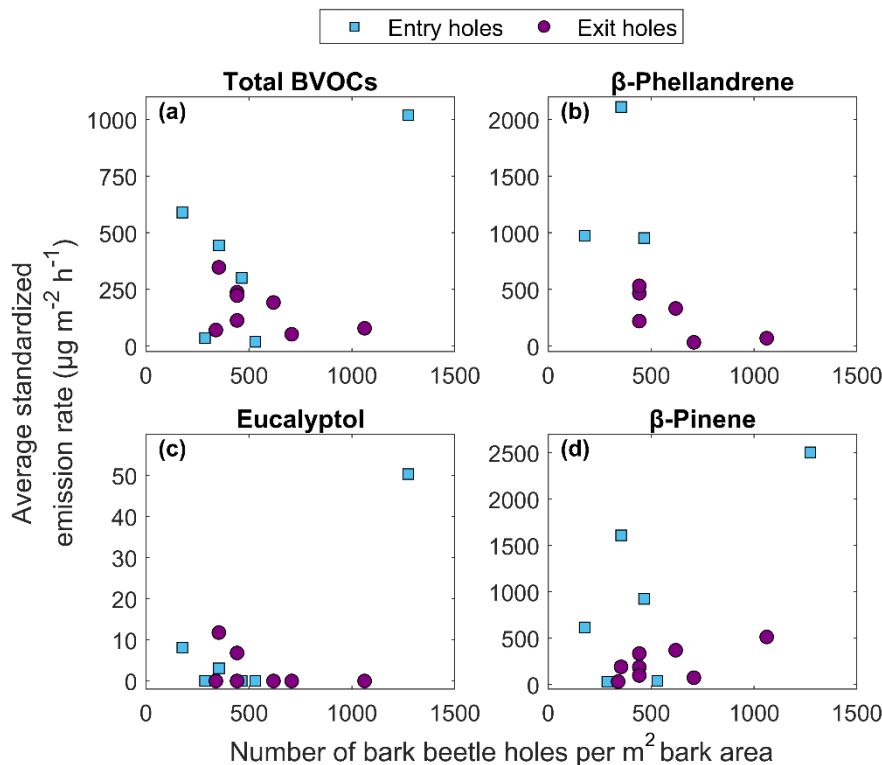 Entry holes Exit holes
Total BVOCs β-Phellandrene
(a) (b)
1000
750
500
250
0
0 500 1000 1500
2000
1500
1000
500
0
0 500 1000 1500
Average standardized
emission rate (µg m⁻² h⁻¹)
Eucalyptol β-Pinene
(c) (d)
50
40
30
20
10
0
0 500 1000 1500
2500
2000
1500
1000
500
0
0 500 1000 1500
Number of bark beetle holes per m² bark area